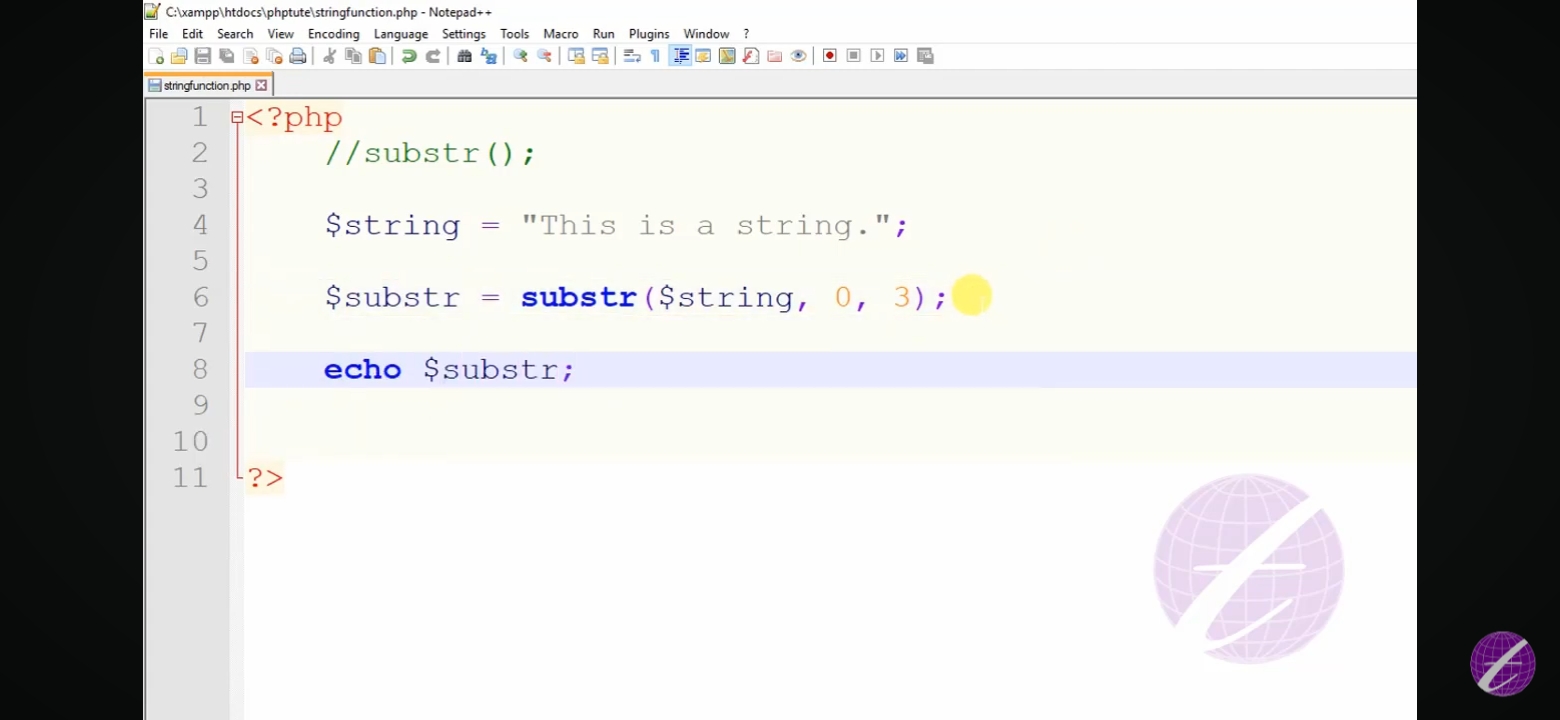 C:\xampp\htdocs\phptute\stringfunction.php - Notepad++
File Edit Search View Encoding Language Settings Tools Macro Run Plugins Window ?
stringfunction.php
1 <?php
2 //substr();
3
4 $string = "This is a string.";
5
6 $substr = substr($string, 0, 3);
7
8 echo $substr;
9
10
11 ?>